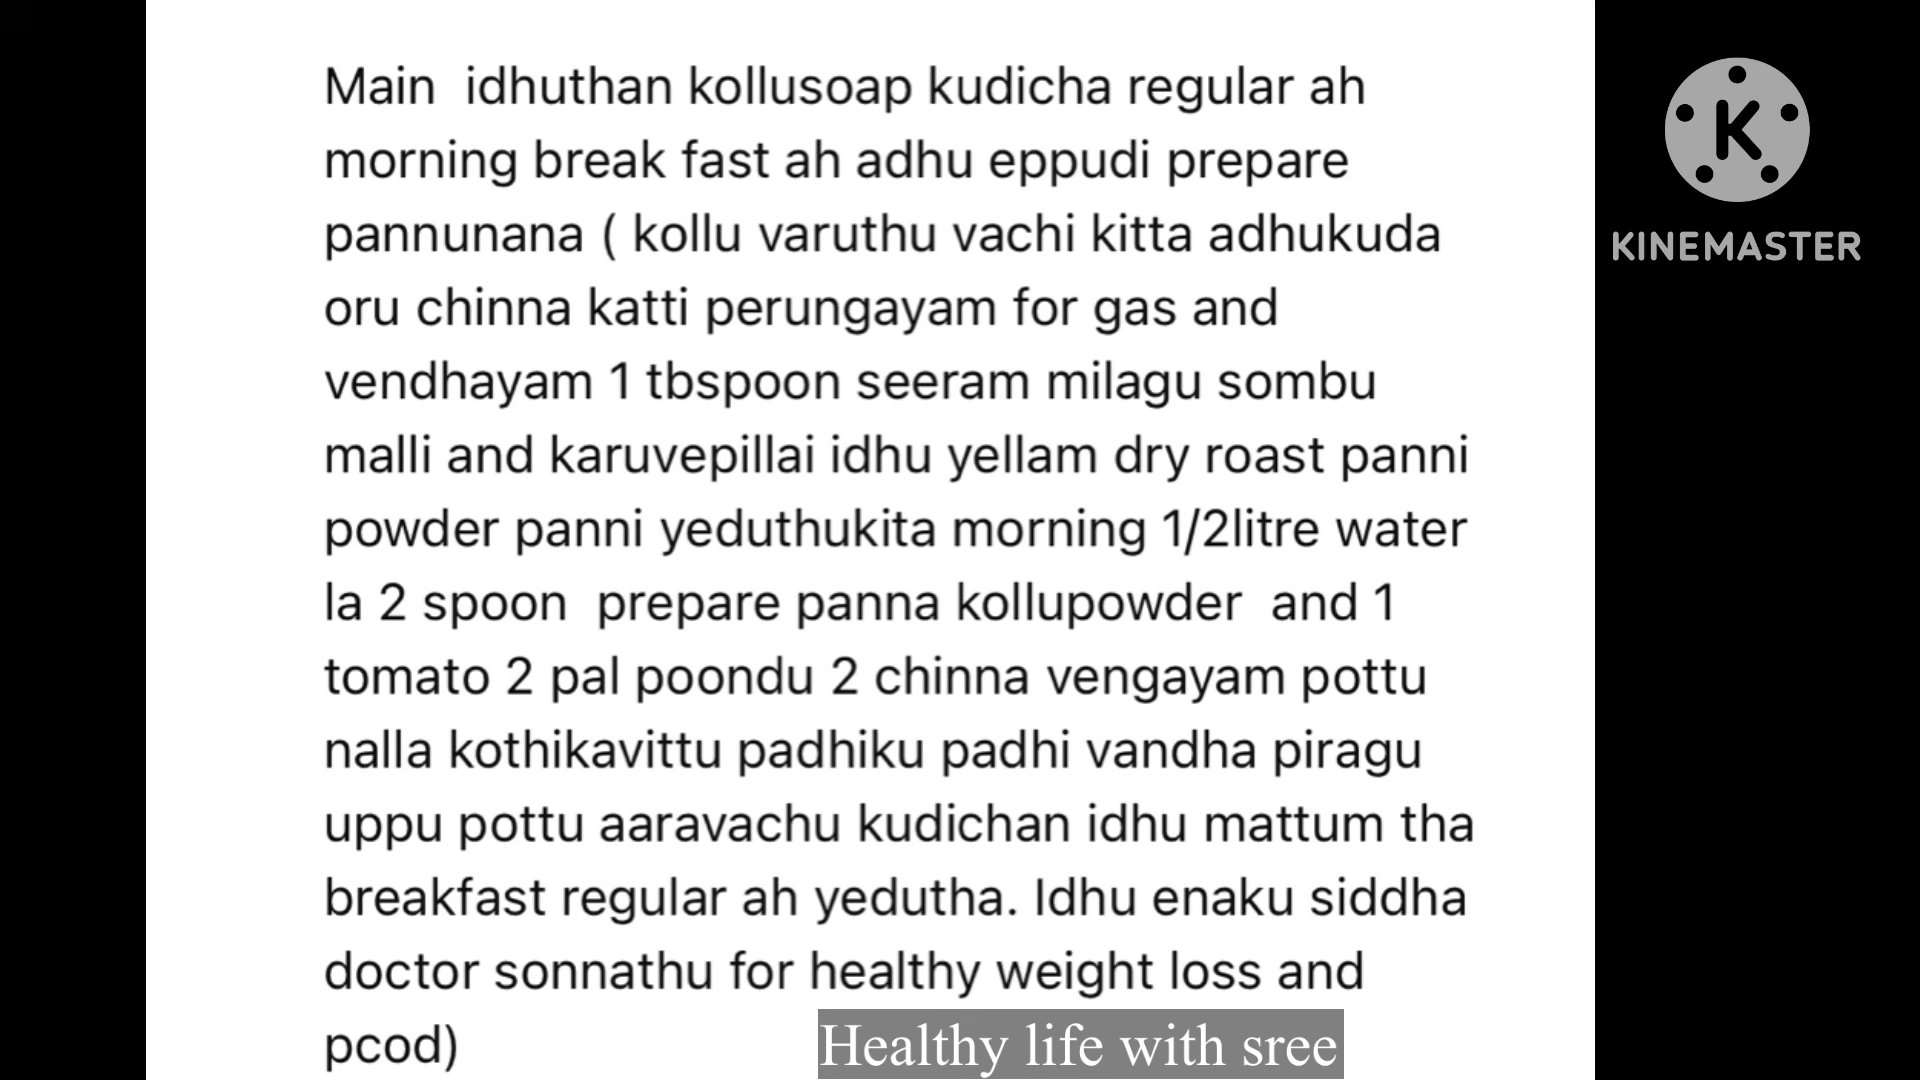 Main  idhuthan kollusoap kudicha regular ah
morning break fast ah adhu eppudi prepare
pannunana ( kollu varuthu vachi kitta adhukuda
oru chinna katti perungayam for gas and
vendhayam 1 tbspoon seeram milagu sombu
malli and karuvepillai idhu yellam dry roast panni
powder panni yeduthukita morning 1/2litre water
la 2 spoon  prepare panna kollupowder  and 1
tomato 2 pal poondu 2 chinna vengayam pottu
nalla kothikavittu padhiku padhi vandha piragu
uppu pottu aaravachu kudichan idhu mattum tha
breakfast regular ah yedutha. Idhu enaku siddha
doctor sonnathu for healthy weight loss and
pcod)
Healthy life with sree
K
KINEMASTER